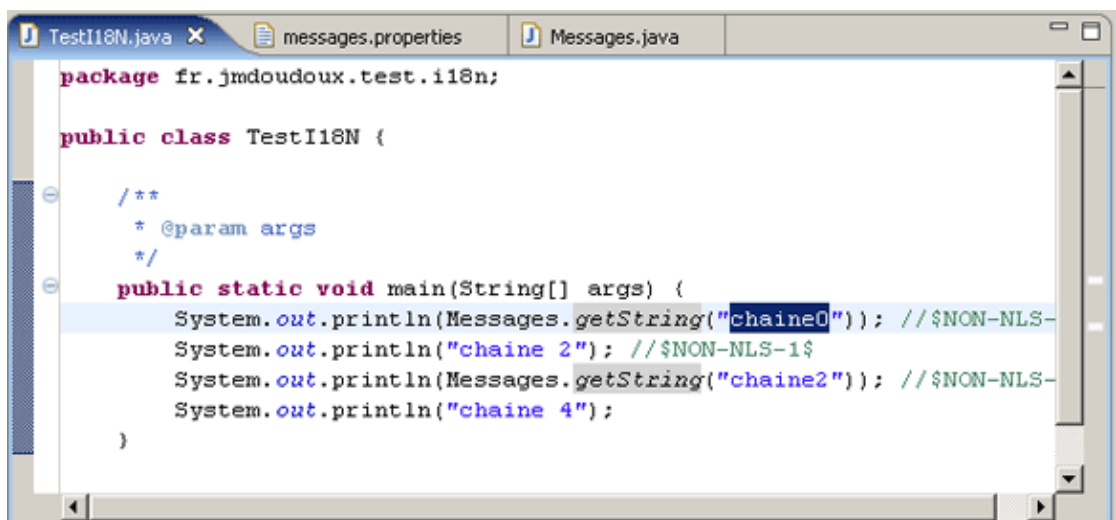 TestI18N.java messages.properties Messages.java
package fr.jmdoudoux.test.i18n;
public class TestI18N {
/**
* @param args
*/
public static void main(String[] args) {
System.out.println(Messages.getString("chaine0")); //$NON-NLS-
System.out.println("chaine 2"); //$NON-NLS-1$
System.out.println(Messages.getString("chaine2")); //$NON-NLS-
System.out.println("chaine 4");
}